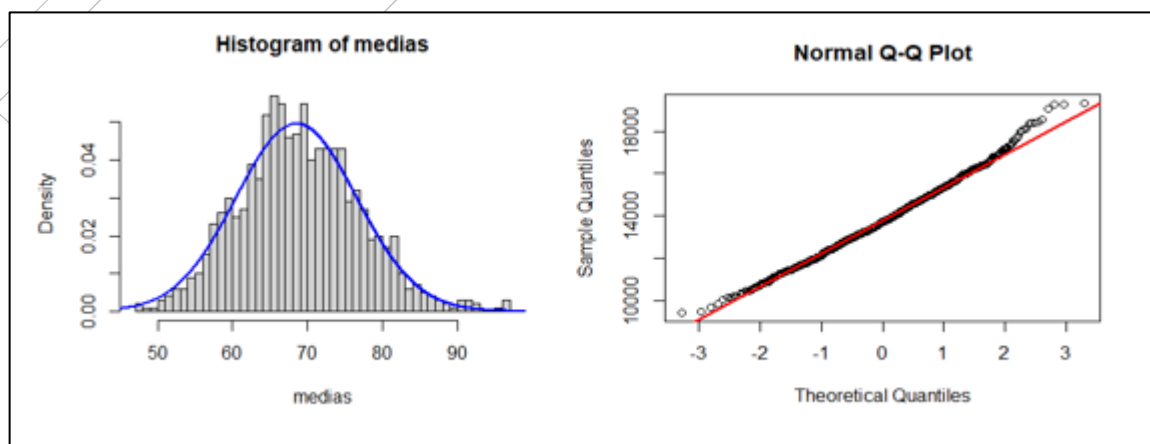 Histogram of medias
Density
0.00 0.02 0.04
50 60 70 80 90
medias
Normal Q-Q Plot
Sample Quantiles
10000 14000 18000
-3 -2 -1 0 1 2 3
Theoretical Quantiles